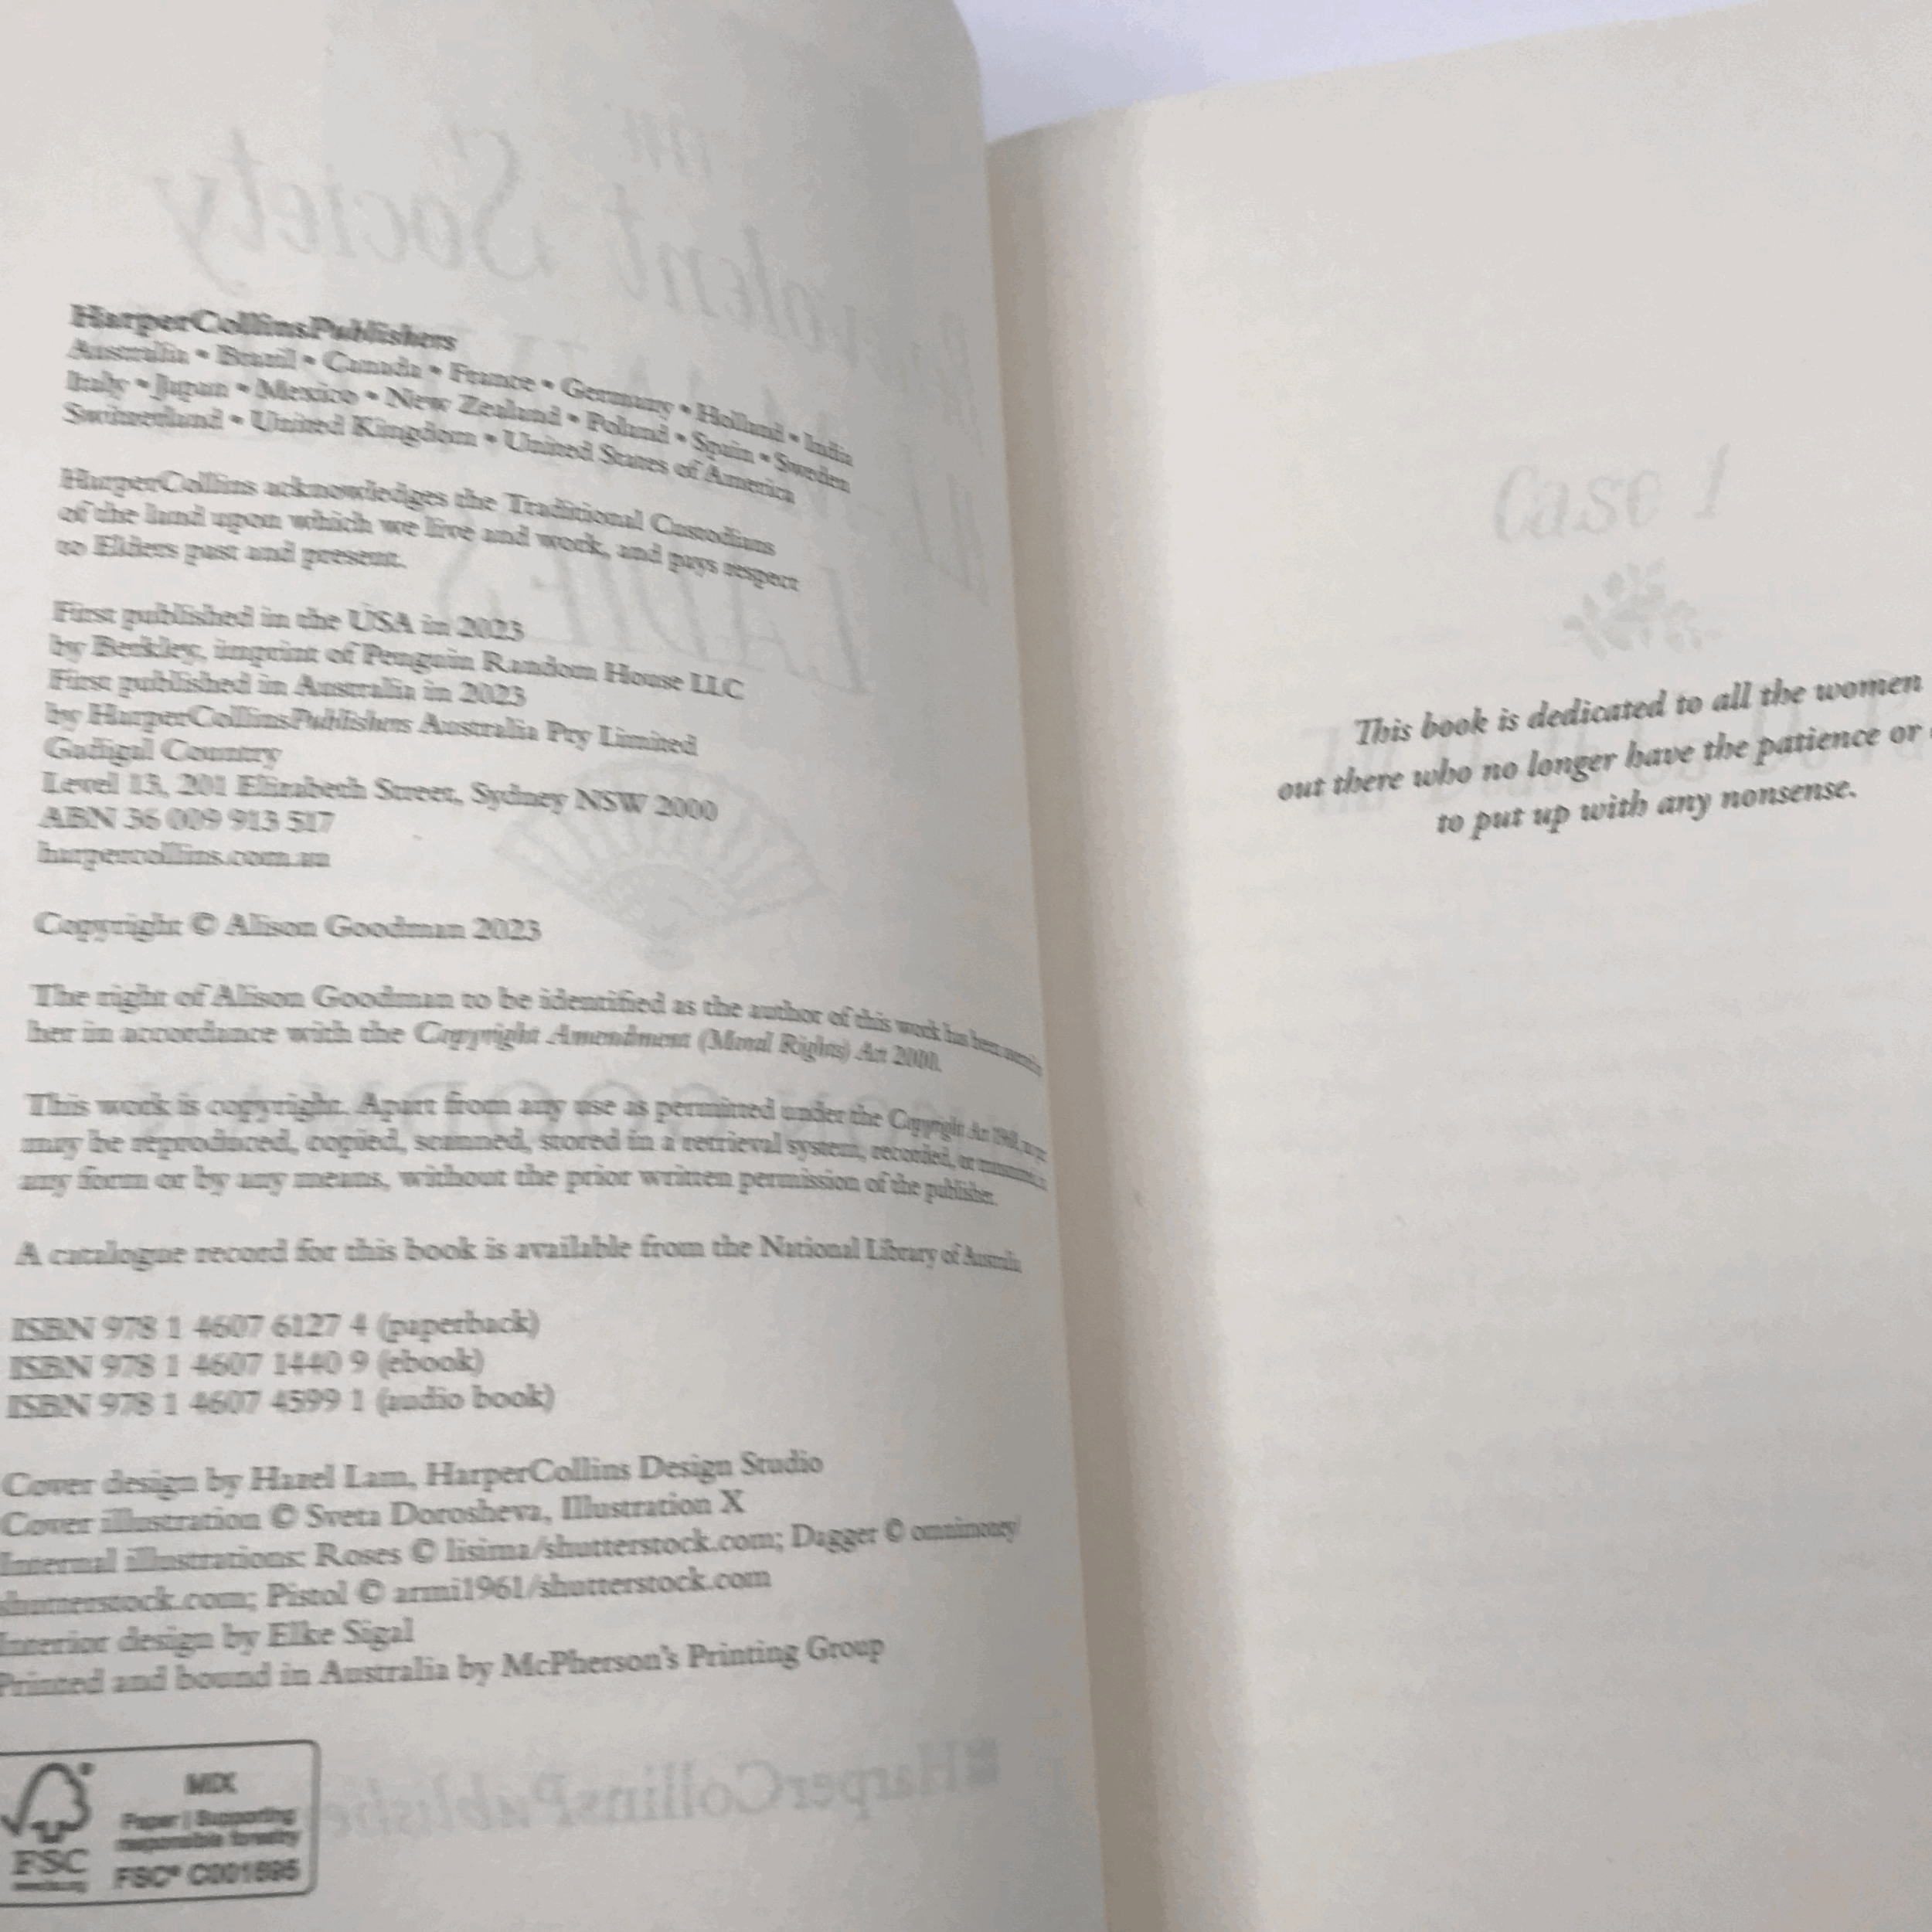 HarperCollinsPublishers
Australia • Brazil • Canada • France • Germany • Holland • India
Italy • Japan • Mexico • New Zealand • Poland • Spain • Sweden
Switzerland • United Kingdom • United States of America
HarperCollins acknowledges the Traditional Custodians
of the land upon which we live and work, and pays respect
to Elders past and present.
First published in the USA in 2023
by Berkley, imprint of Penguin Random House LLC
First published in Australia in 2023
by HarperCollinsPublishers Australia Pty Limited
Gadigal Country
Level 13, 201 Elizabeth Street, Sydney NSW 2000
ABN 36 009 913 517
harpercollins.com.au
Copyright © Alison Goodman 2023
The right of Alison Goodman to be identified as the author of this work has been
her in accordance with the Copyright Amendment (Moral Rights) Act 2000.
This work is copyright. Apart from any use as permitted under the Copyright Act 1968,
may be reproduced, copied, scanned, stored in a retrieval system, recorded, or
any form or by any means, without the prior written permission of the publisher.
A catalogue record for this book is available from the National Library of Australia
ISBN 978 1 4607 6127 4 (paperback)
ISBN 978 1 4607 1440 9 (ebook)
ISBN 978 1 4607 4599 1 (audio book)
Cover design by Hazel Lam, HarperCollins Design Studio
Cover illustration © Sveta Dorosheva, Illustration X
Internal illustrations: Roses © lisima/shutterstock.com; Dagger © omnimoney/
shutterstock.com; Pistol © armi1961/shutterstock.com
Interior design by Elke Sigal
Printed and bound in Australia by McPherson's Printing Group
MIX
Paper | Supporting
responsible forestry
FSC
FSC® C001695
Case 1
This book is dedicated to all the women
out there who no longer have the patience or
to put up with any nonsense.